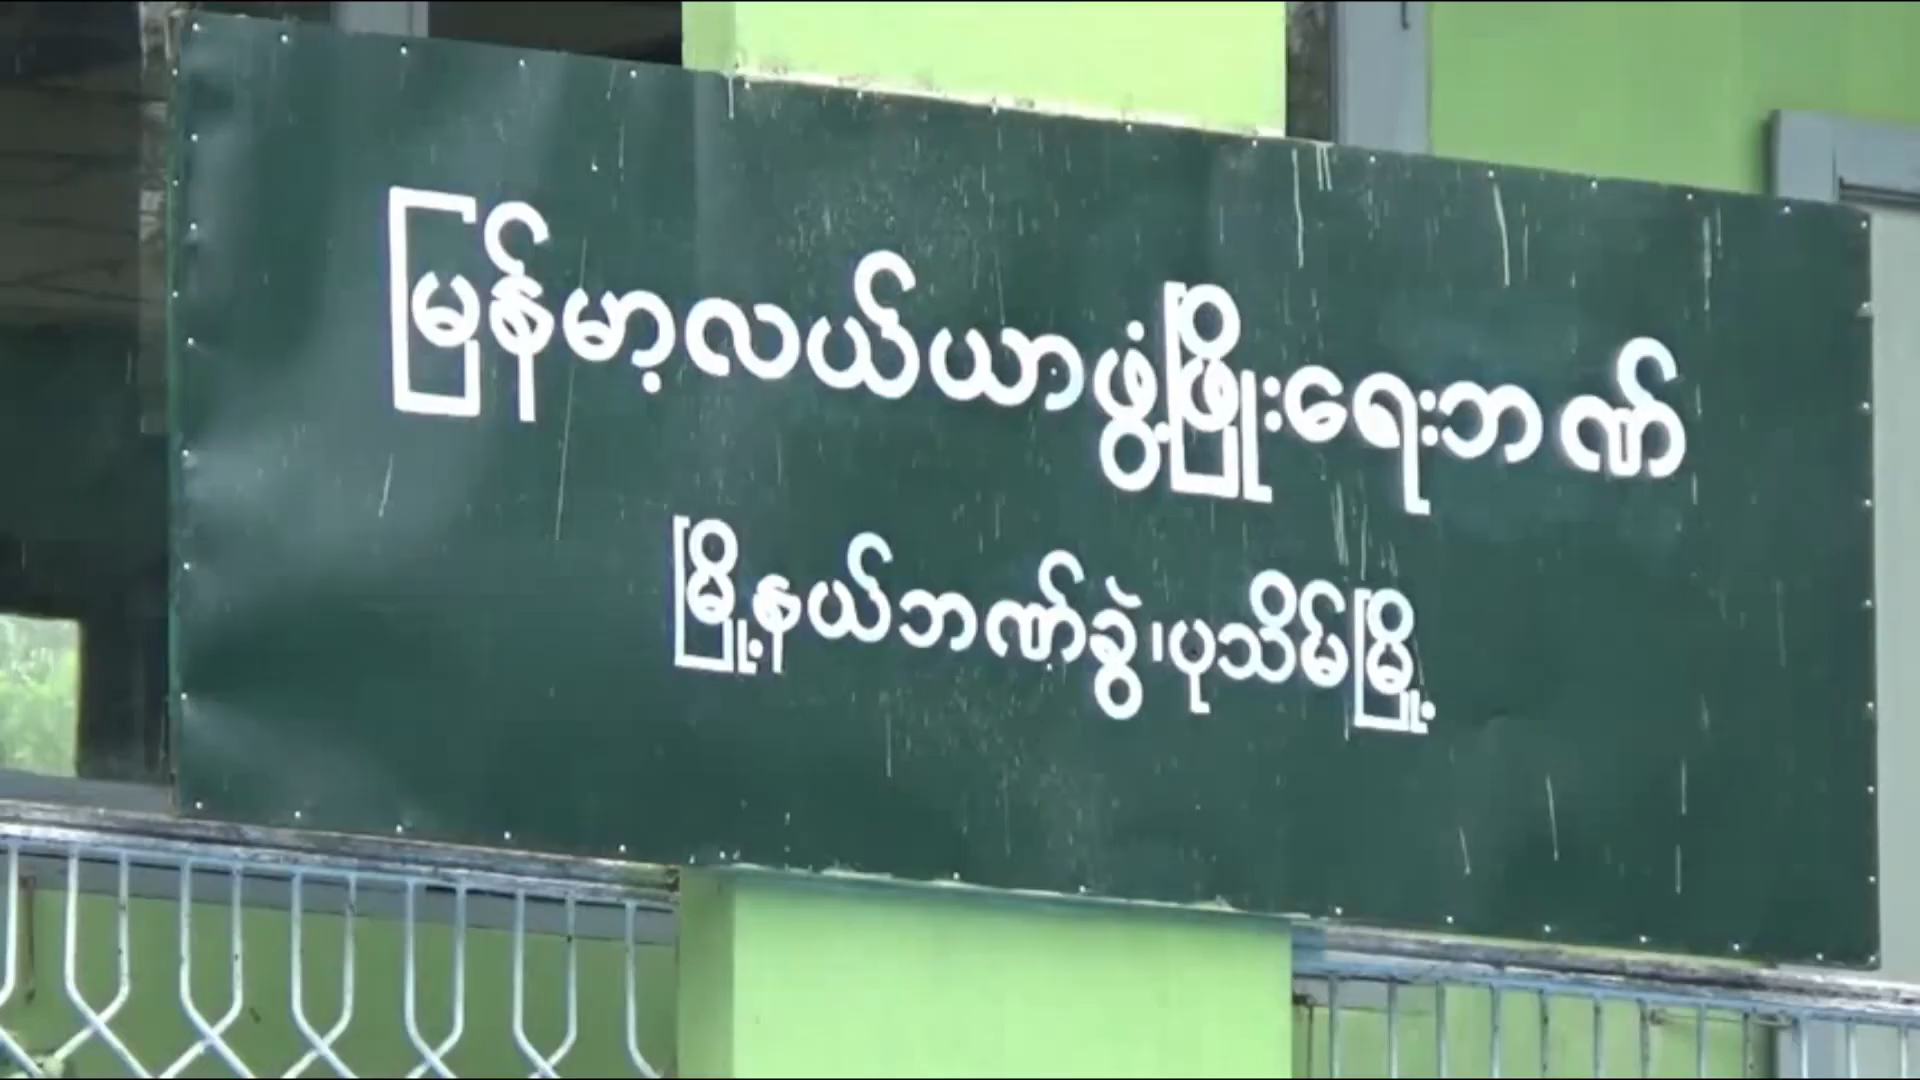 မြန်မာ့လယ်ယာဖွံ့ဖြိုးရေးဘဏ်
မြို့နယ်ဘဏ်ခွဲ၊ပုသိမ်မြို့